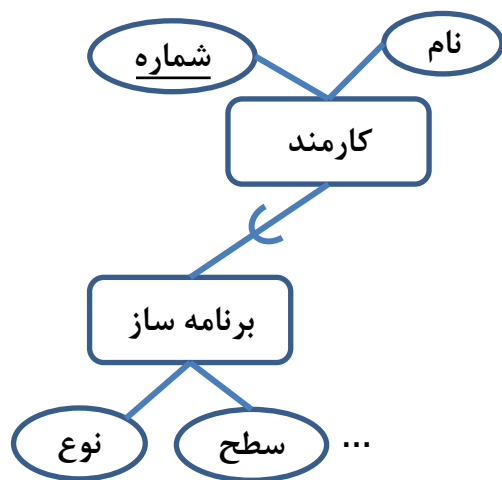 نام
شماره
کارمند
برنامه ساز
نوع
سطح
...